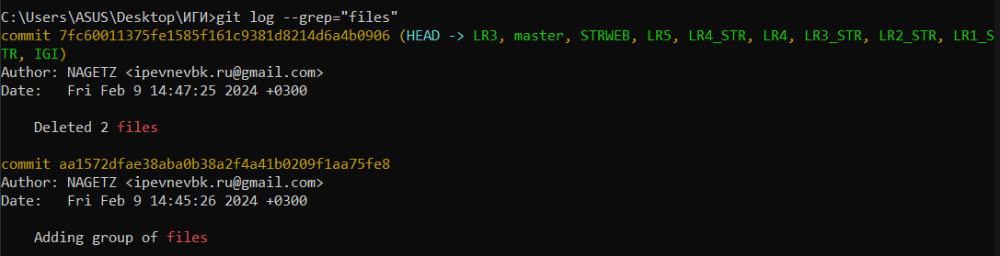 C:\Users\ASUS\Desktop\ИГИ>git log --grep="files"
commit 7fc60011375fe1585f161c9381d8214d6a4b0906 (HEAD -> LR3, master, STRWEB, LR5, LR4_STR, LR4, LR3_STR, LR2_STR, LR1_S
TR, IGI)
Author: NAGETZ <ipevnevbk.ru@gmail.com>
Date:   Fri Feb 9 14:47:25 2024 +0300
    Deleted 2 files
commit aa1572dfae38aba0b38a2f4a41b0209f1aa75fe8
Author: NAGETZ <ipevnevbk.ru@gmail.com>
Date:   Fri Feb 9 14:45:26 2024 +0300
    Adding group of files